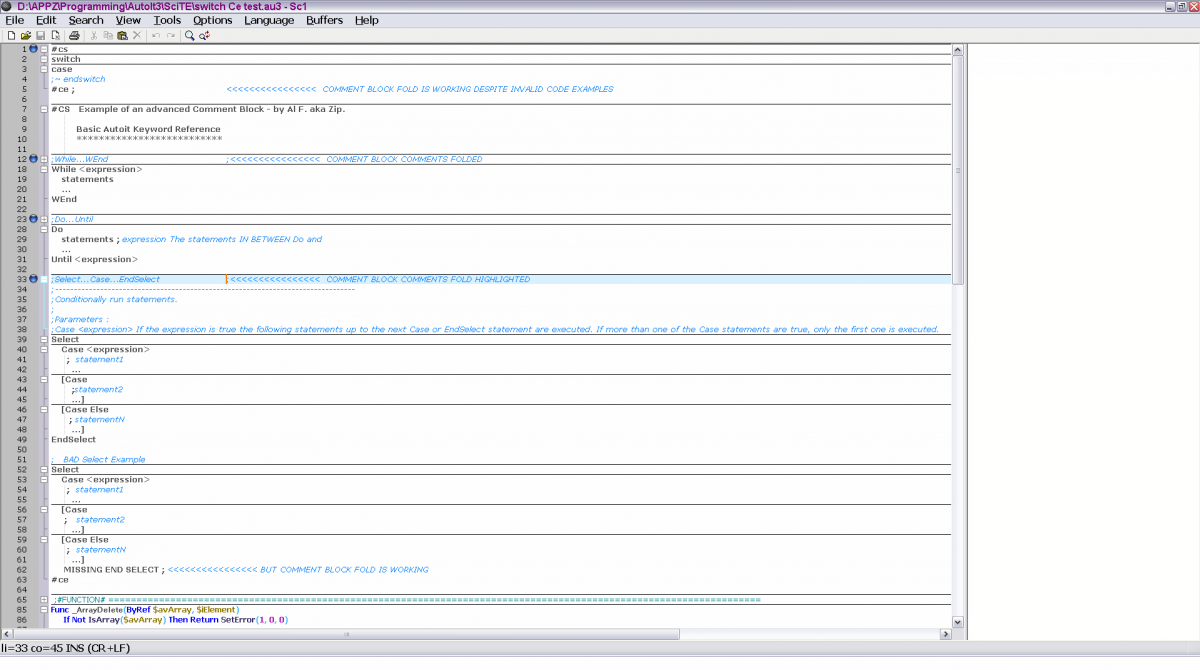 D:\APPZ\Programming\AutoIt3\SciTE\switch Ce test.au3 - Sc1
File Edit Search View Tools Options Language Buffers Help
1 #cs
2 switch
3 case
4 ;~ endswitch
5 #ce ; <<<<<<<<<<<<<<<< COMMENT BLOCK FOLD IS WORKING DESPITE INVALID CODE EXAMPLES
6
7 #CS Example of an advanced Comment Block - by Al F. aka Zip.
8
9 Basic Autoit Keyword Reference
10 **************************
11
12 ;While...WEnd ;<<<<<<<<<<<<<<<< COMMENT BLOCK COMMENTS FOLDED
18 While <expression>
19 statements
20 ...
21 WEnd
22
23 ;Do...Until
28 Do
29 statements ; expression The statements IN BETWEEN Do and
30 ...
31 Until <expression>
32
33 ;Select...Case...EndSelect ;<<<<<<<<<<<<<<<< COMMENT BLOCK COMMENTS FOLD HIGHLIGHTED
34 ;--------------------------------------------------------------------------------
35 ;Conditionally run statements.
36 ;
37 ;Parameters :
38 ;Case <expression> If the expression is true the following statements up to the next Case or EndSelect statement are executed. If more than one of the Case statements are true, only the first one is executed.
39 Select
40 Case <expression>
41 ; statement1
42 ...
43 [Case
44 ;statement2
45 ...]
46 [Case Else
47 ; statementN
48 ...]
49 EndSelect
50
51 ; BAD Select Example
52 Select
53 Case <expression>
54 ; statement1
55 ...
56 [Case
57 ; statement2
58 ...]
59 [Case Else
60 ; statementN
61 ...]
62 MISSING END SELECT ; <<<<<<<<<<<<<<<< BUT COMMENT BLOCK FOLD IS WORKING
63 #ce
64
65 ;#FUNCTION# ====================================================================================================
85 Func _ArrayDelete(ByRef $avArray, $iElement)
86 If Not IsArray($avArray) Then Return SetError(1, 0, 0)
li=33 co=45 INS (CR+LF)